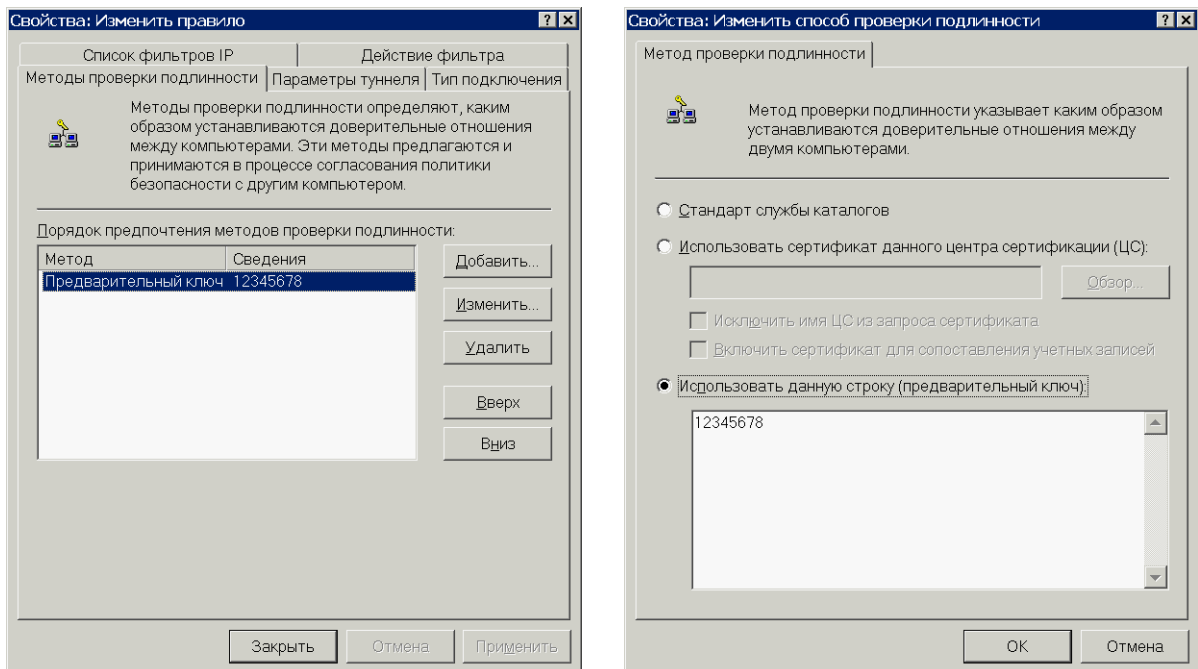 Свойства: Изменить правило
Список фильтров IP
Действие фильтра
Методы проверки подлинности
Параметры туннеля
Тип подключения
Методы проверки подлинности определяют, каким
образом устанавливаются доверительные отношения
между компьютерами. Эти методы предлагаются и
принимаются в процессе согласования политики
безопасности с другим компьютером.
Порядок предпочтения методов проверки подлинности:
Метод
Сведения
Предварительный ключ
12345678
Добавить...
Изменить...
Удалить
Вверх
Вниз
Закрыть
Отмена
Применить
Свойства: Изменить способ проверки подлинности
Метод проверки подлинности
Метод проверки подлинности указывает каким образом
устанавливаются доверительные отношения между
двумя компьютерами.
Стандарт службы каталогов
Использовать сертификат данного центра сертификации (ЦС):
Обзор...
Исключить имя ЦС из запроса сертификата
Включить сертификат для сопоставления учетных записей
Использовать данную строку (предварительный ключ):
12345678
ОК
Отмена